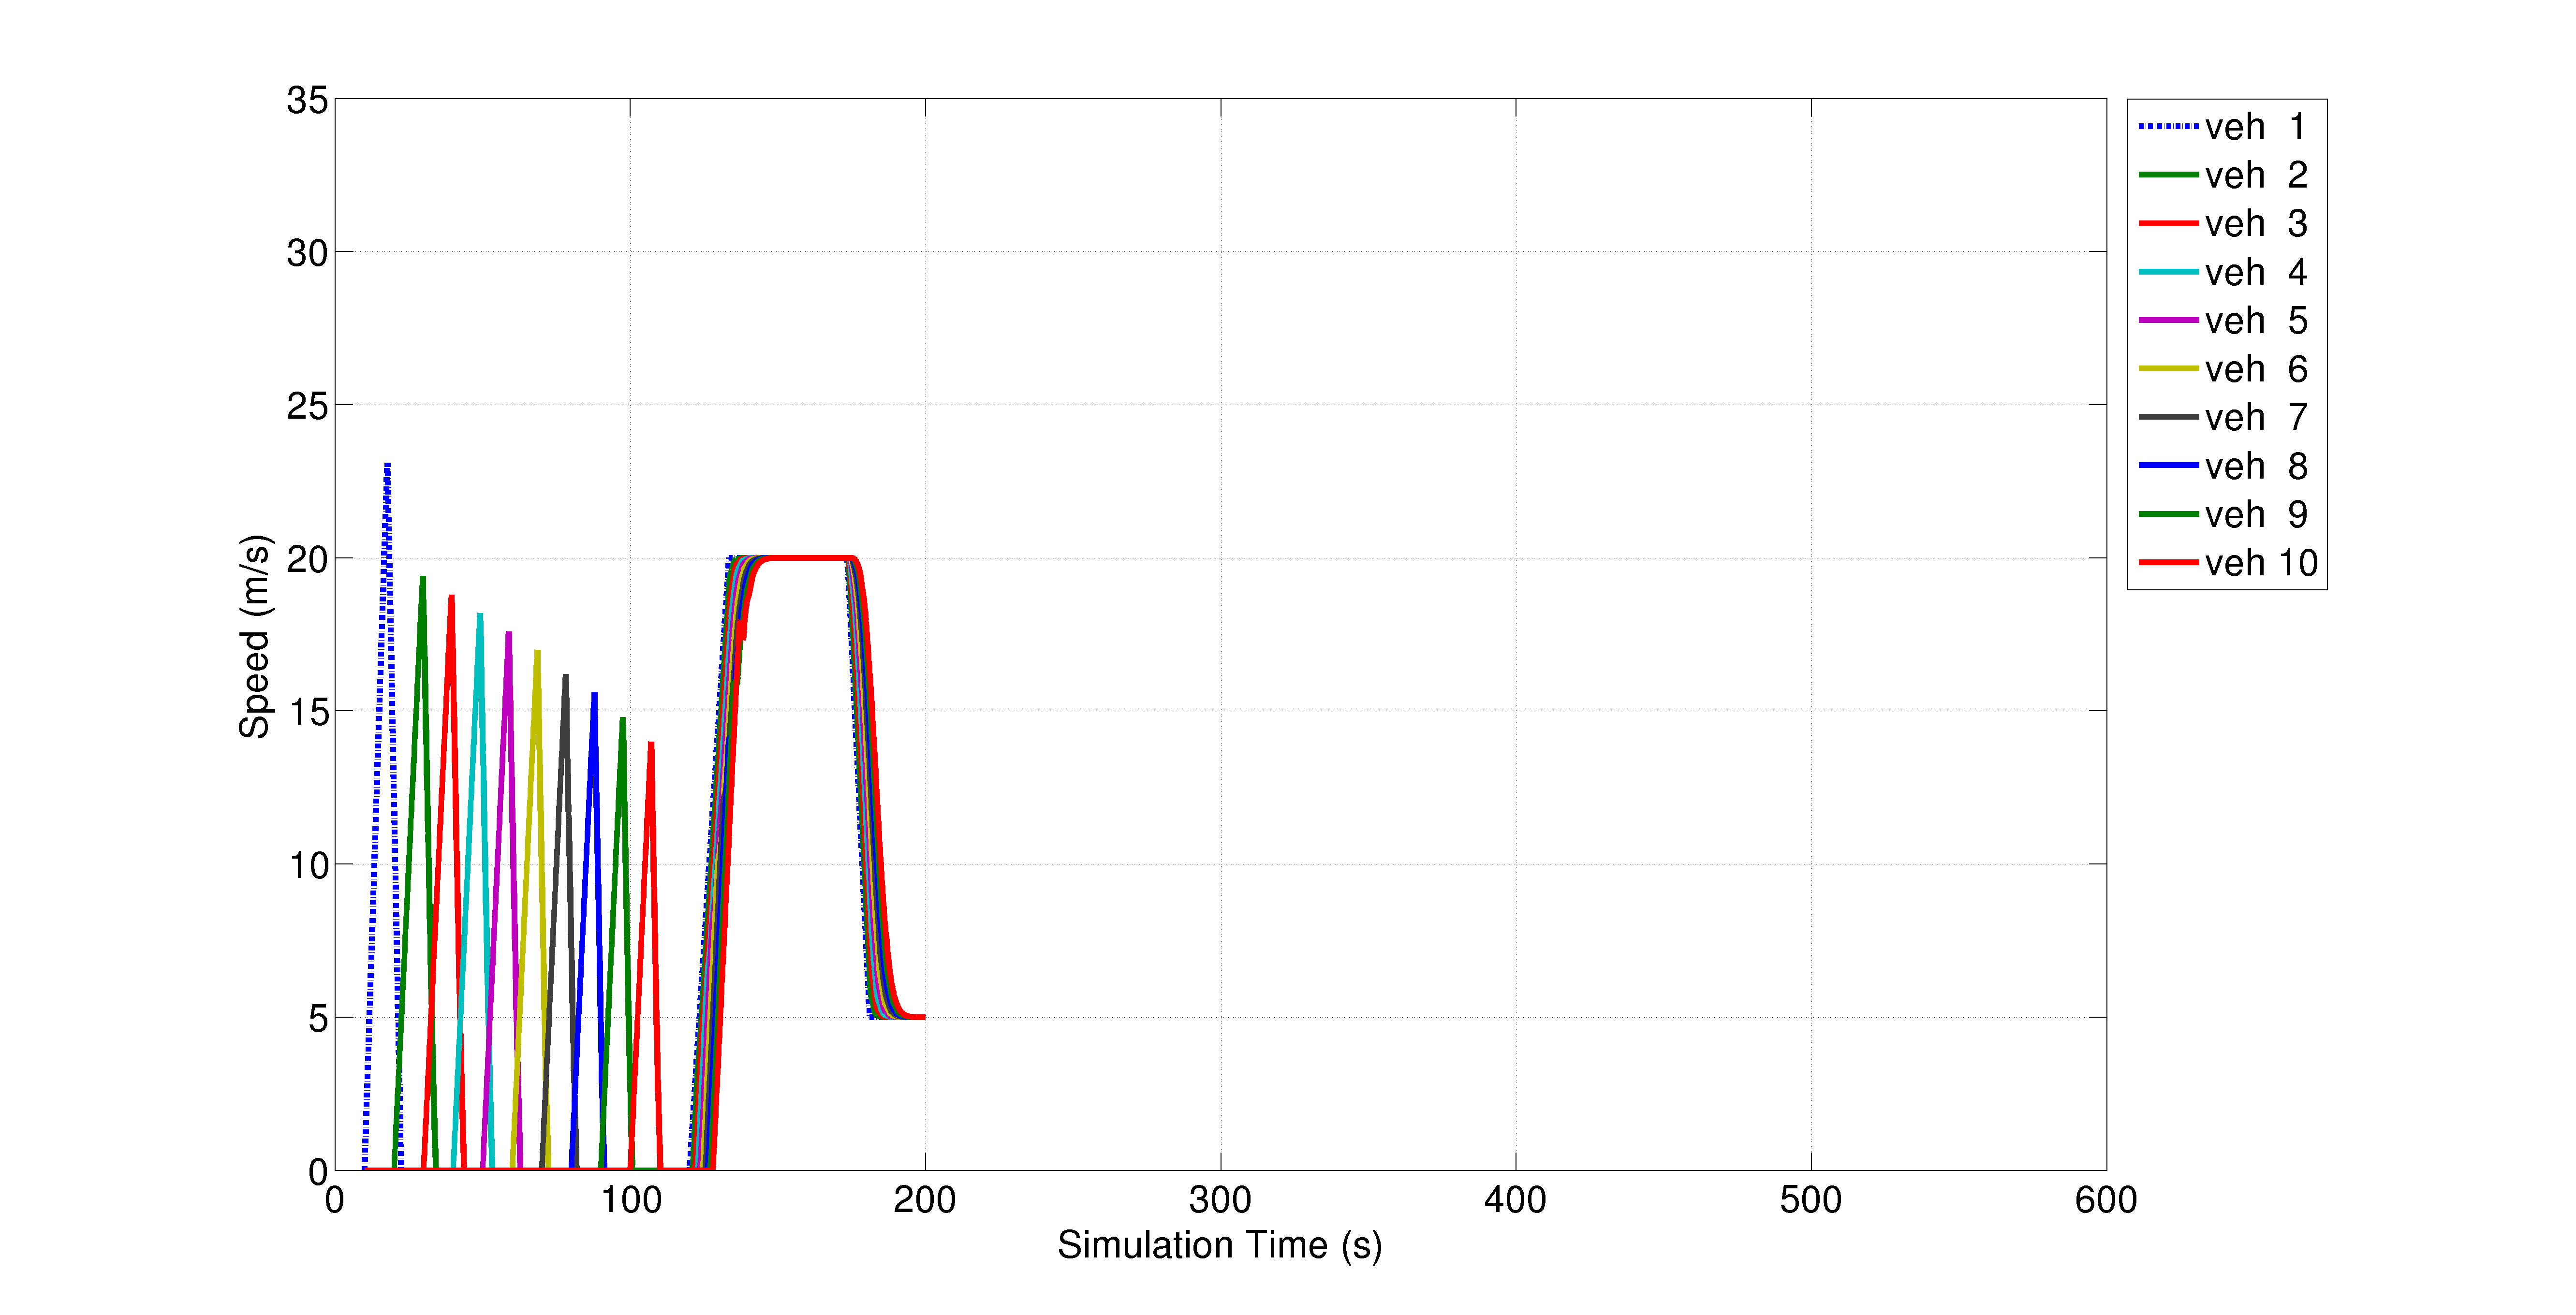 35
30
25
20
15
10
5
0
Speed (m/s)
0 100 200 300 400 500 600
Simulation Time (s)
veh 1
veh 2
veh 3
veh 4
veh 5
veh 6
veh 7
veh 8
veh 9
veh 10